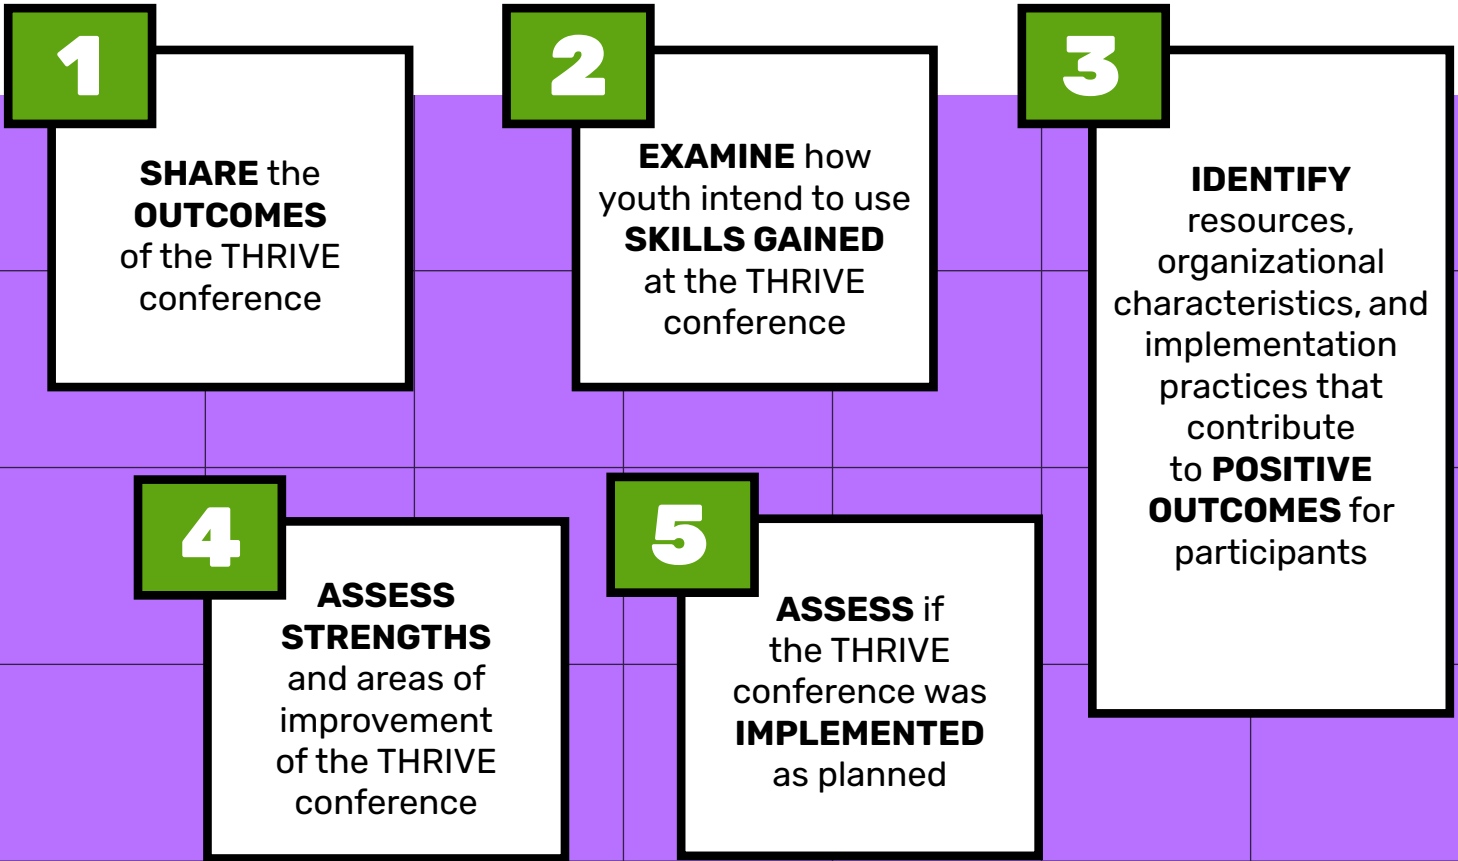 1
SHARE the
OUTCOMES
of the THRIVE
conference
2
EXAMINE how
youth intend to use
SKILLS GAINED
at the THRIVE
conference
3
IDENTIFY
resources,
organizational
characteristics, and
implementation
practices that
contribute
to POSITIVE
OUTCOMES for
participants
4
ASSESS
STRENGTHS
and areas of
improvement
of the THRIVE
conference
5
ASSESS if
the THRIVE
conference was
IMPLEMENTED
as planned